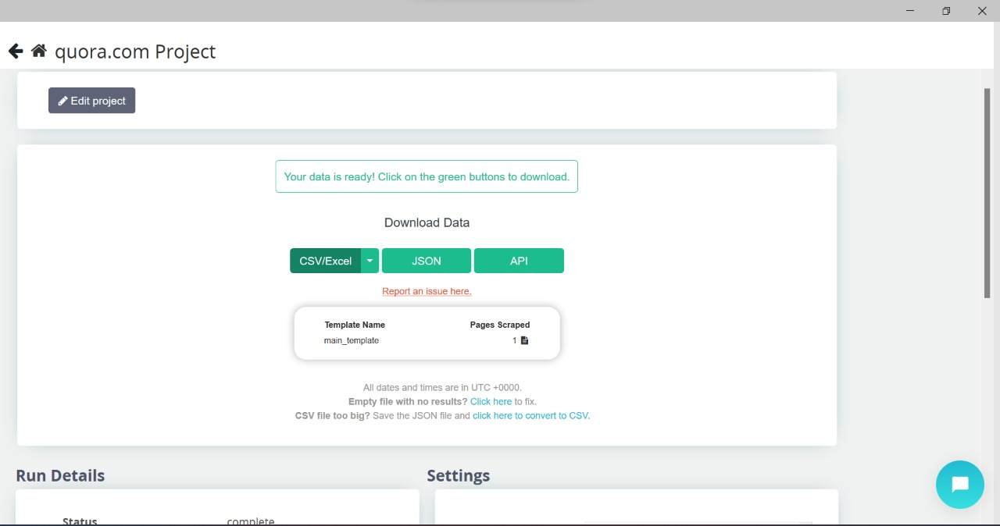 quora.com Project
Edit project
Your data is ready! Click on the green buttons to download.
Download Data
CSV/Excel JSON API
Report an issue here.
Template Name Pages Scraped
main_template 1
All dates and times are in UTC +0000.
Empty file with no results? Click here to fix.
CSV file too big? Save the JSON file and click here to convert to CSV.
Run Details Settings
Status complete